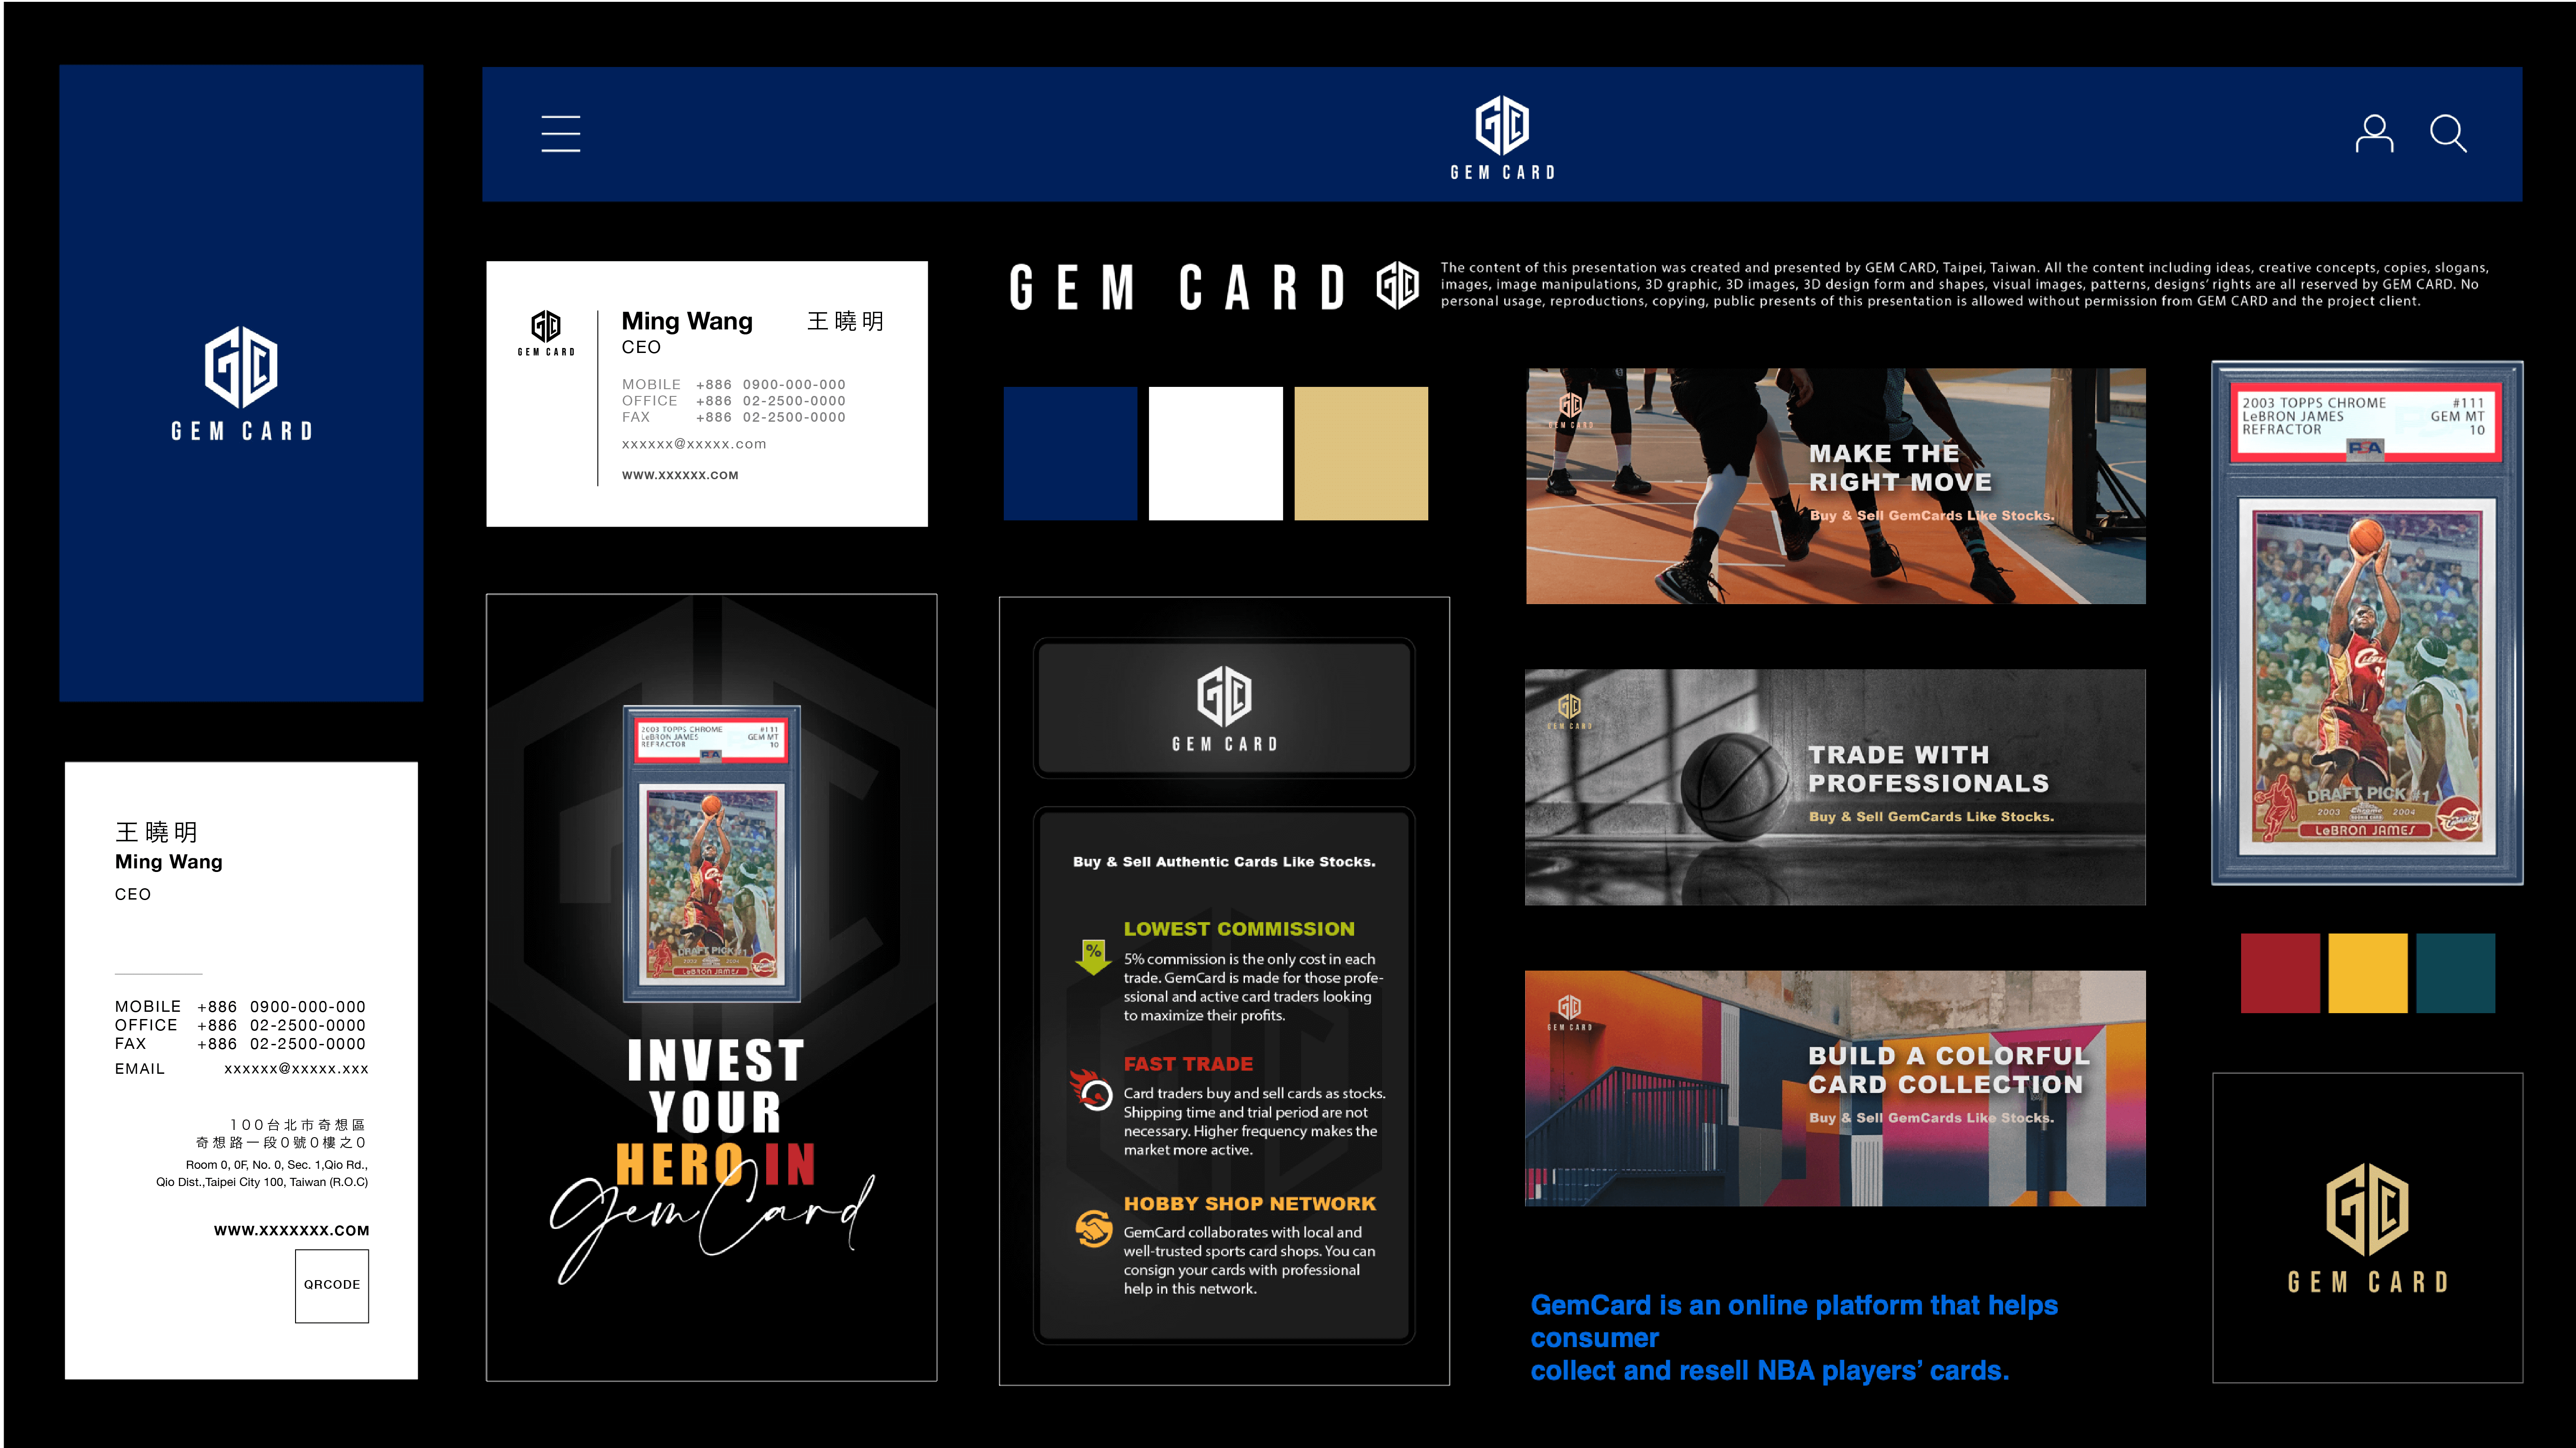 GEM CARD
GEM CARD
GEM CARD
The content of this presentation was created and presented by GEM CARD, Taipei, Taiwan. All the content including ideas, creative concepts, copies, slogans,
images, image manipulations, 3D graphic, 3D images, 3D design form and shapes, visual images, patterns, designs' rights are all reserved by GEM CARD. No
personal usage, reproductions, copying, public presents of this presentation is allowed without permission from GEM CARD and the project client.
GEM CARD
Ming Wang 王曉明
CEO
MOBILE +886 0900-000-000
OFFICE +886 02-2500-0000
FAX +886 02-2500-0000
xxxxxx@xxxxx.com
WWW.XXXXXX.COM
王曉明
Ming Wang
CEO
MOBILE +886 0900-000-000
OFFICE +886 02-2500-0000
FAX +886 02-2500-0000
EMAIL xxxxxx@xxxxx.xxx
100台北市奇想區
奇想路一段0號0樓之0
Room 0, 0F, No. 0, Sec. 1,Qio Rd.,
Qio Dist.,Taipei City 100, Taiwan (R.O.C)
WWW.XXXXXXX.COM
QRCODE
2003 TOPPS CHROME #111
LeBRON JAMES GEM MT
REFRACTOR 10
PSA
DRAFT PICK #1
LeBRON JAMES
INVEST
YOUR
HERO IN
GemCard
GEM CARD
Buy & Sell Authentic Cards Like Stocks.
%
LOWEST COMMISSION
5% commission is the only cost in each
trade. GemCard is made for those profe-
ssional and active card traders looking
to maximize their profits.
FAST TRADE
Card traders buy and sell cards as stocks.
Shipping time and trial period are not
necessary. Higher frequency makes the
market more active.
HOBBY SHOP NETWORK
GemCard collaborates with local and
well-trusted sports card shops. You can
consign your cards with professional
help in this network.
GEM CARD
MAKE THE
RIGHT MOVE
Buy & Sell GemCards Like Stocks.
GEM CARD
TRADE WITH
PROFESSIONALS
Buy & Sell GemCards Like Stocks.
GEM CARD
BUILD A COLORFUL
CARD COLLECTION
Buy & Sell GemCards Like Stocks.
GemCard is an online platform that helps
consumer
collect and resell NBA players' cards.
2003 TOPPS CHROME #111
LeBRON JAMES GEM MT
REFRACTOR 10
PSA
DRAFT PICK #1
2003 Chrome 2004
LeBRON JAMES
GEM CARD